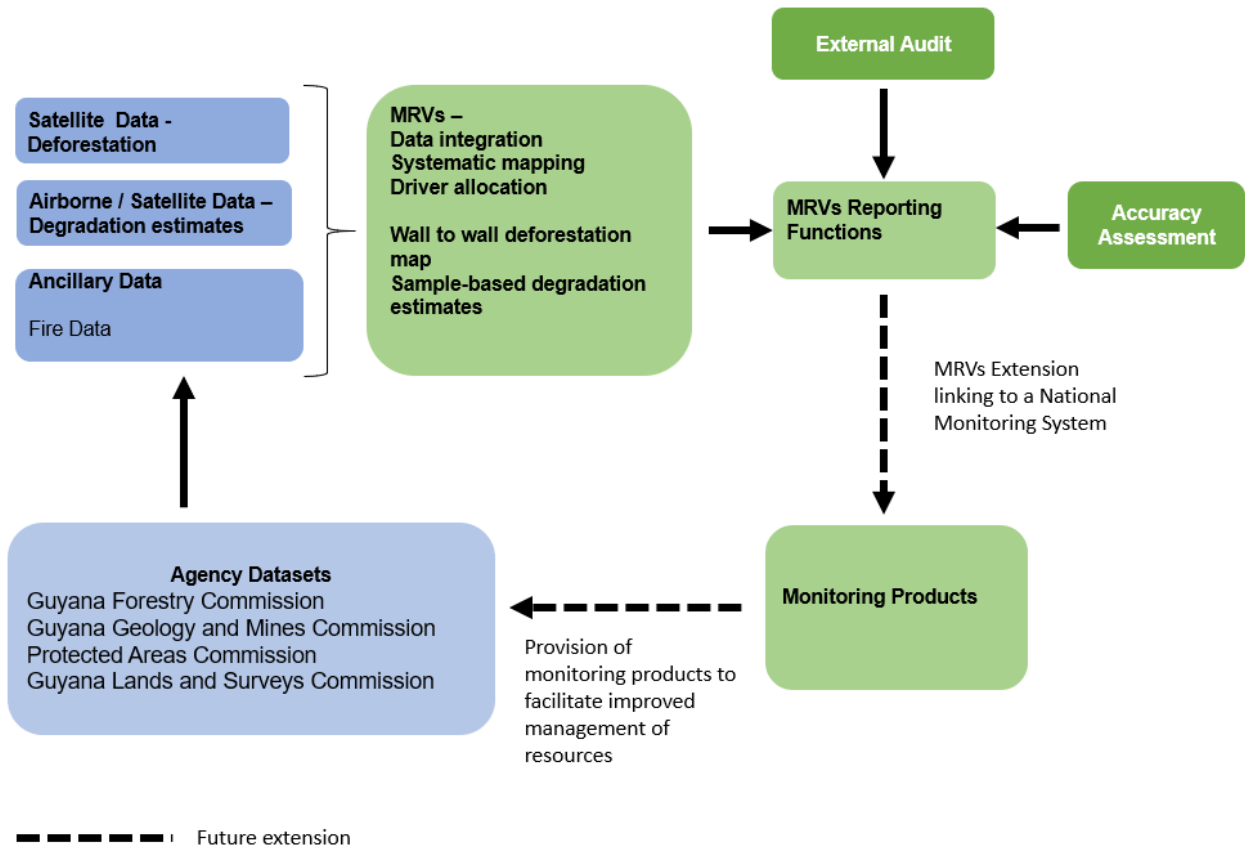 External Audit
Satellite Data -
Deforestation
Airborne / Satellite Data –
Degradation estimates
Ancillary Data
Fire Data
MRVs –
Data integration
Systematic mapping
Driver allocation
Wall to wall deforestation
map
Sample-based degradation
estimates
MRVs Reporting
Functions
Accuracy
Assessment
MRVs Extension
linking to a National
Monitoring System
Agency Datasets
Guyana Forestry Commission
Guyana Geology and Mines Commission
Protected Areas Commission
Guyana Lands and Surveys Commission
Provision of
monitoring products to
facilitate improved
management of
resources
Monitoring Products
Future extension